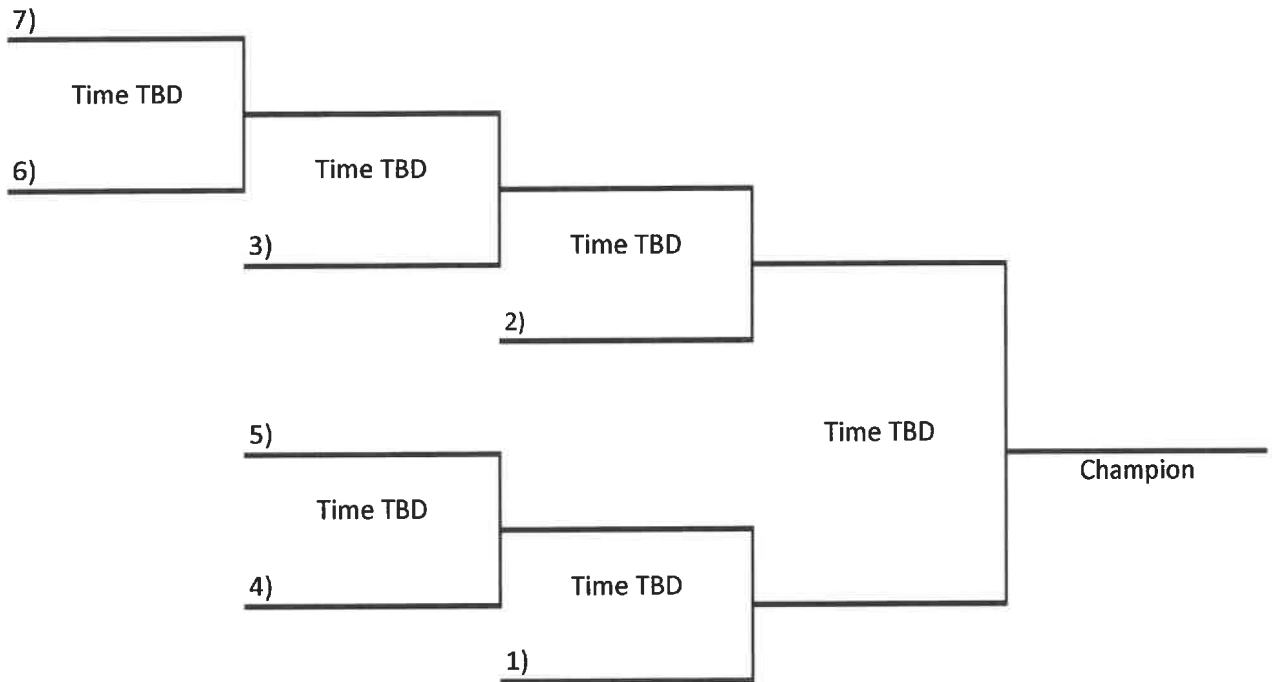 7)
Time TBD
6)
Time TBD
3)
Time TBD
2)
5)
Time TBD
Time TBD
Champion
4)
Time TBD
1)